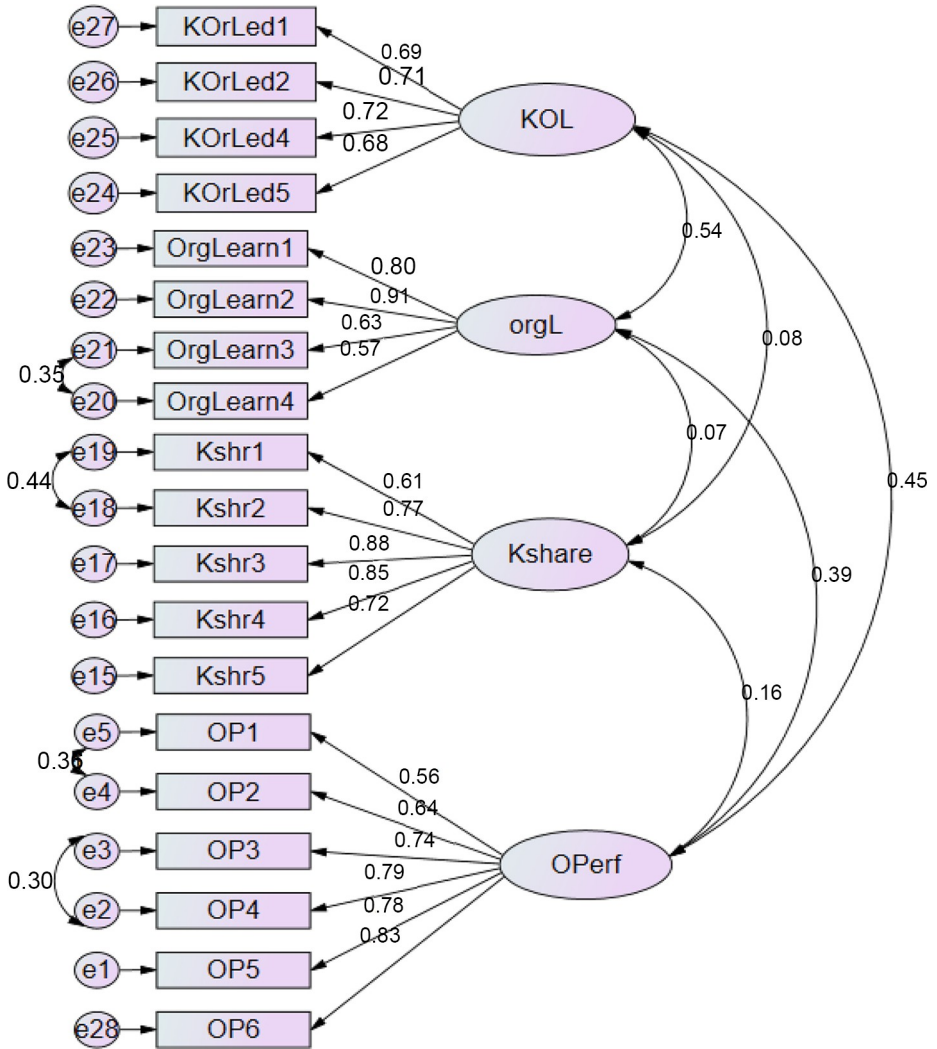 e27 KOrLed1
0.69
e26 KOrLed2 0.71
KOL
0.72
e25 KOrLed4
0.68
e24 KOrLed5
0.54
e23 OrgLearn1
0.80
e22 OrgLearn2 0.91
orgL
0.63
0.08
e21 OrgLearn3 0.57
0.35
e20 OrgLearn4
0.07
e19 Kshr1
0.44
0.61
0.45
e18 Kshr2 0.77
0.88
Kshare
e17 Kshr3
0.85
0.39
0.72
e16 Kshr4
e15 Kshr5
0.16
e5 OP1
0.56
e4 OP2
0.64
0.74
e3 OP3
OPerf
0.79
0.30
e2 OP4 0.78
0.83
e1 OP5
e28 OP6